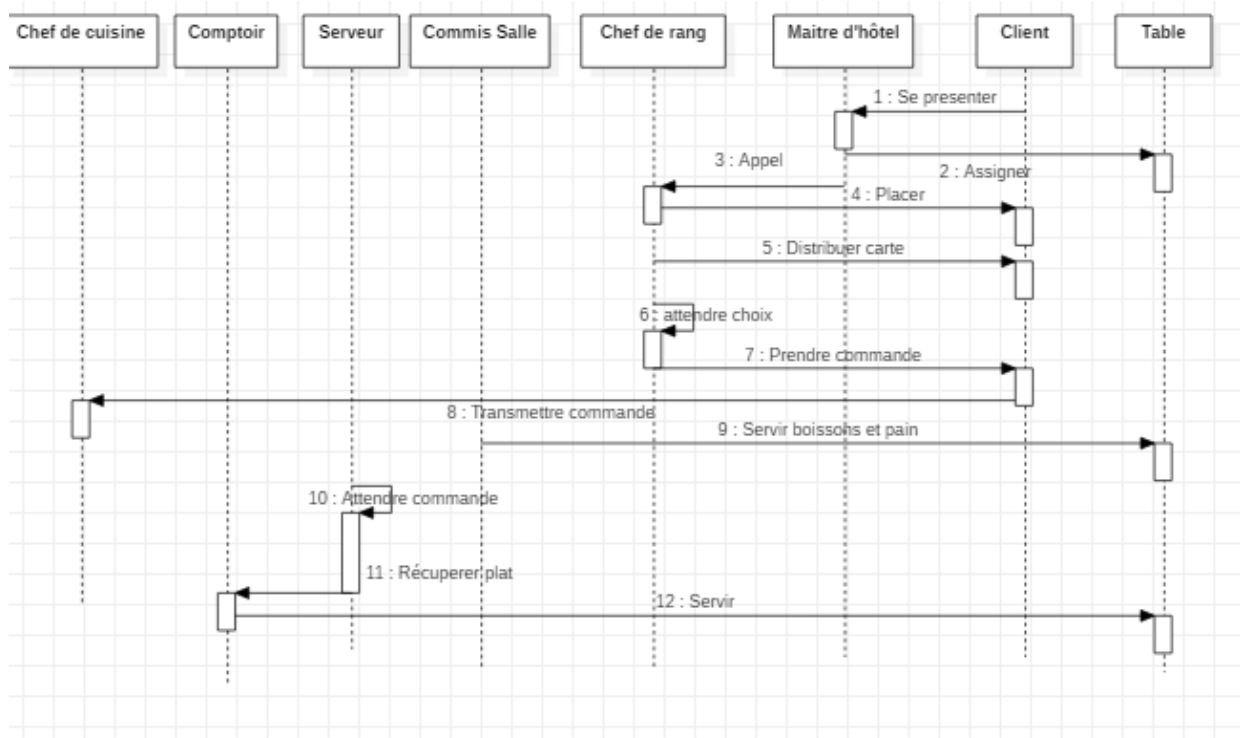 Chef de cuisine
Comptoir
Serveur
Commis Salle
Chef de rang
Maitre d'hôtel
Client
Table
1 : Se presenter
2 : Assigner
3 : Appel
4 : Placer
5 : Distribuer carte
6 : attendre choix
7 : Prendre commande
8 : Transmettre commande
9 : Servir boissons et pain
10 : Attendre commande
11 : Récuperer plat
12 : Servir